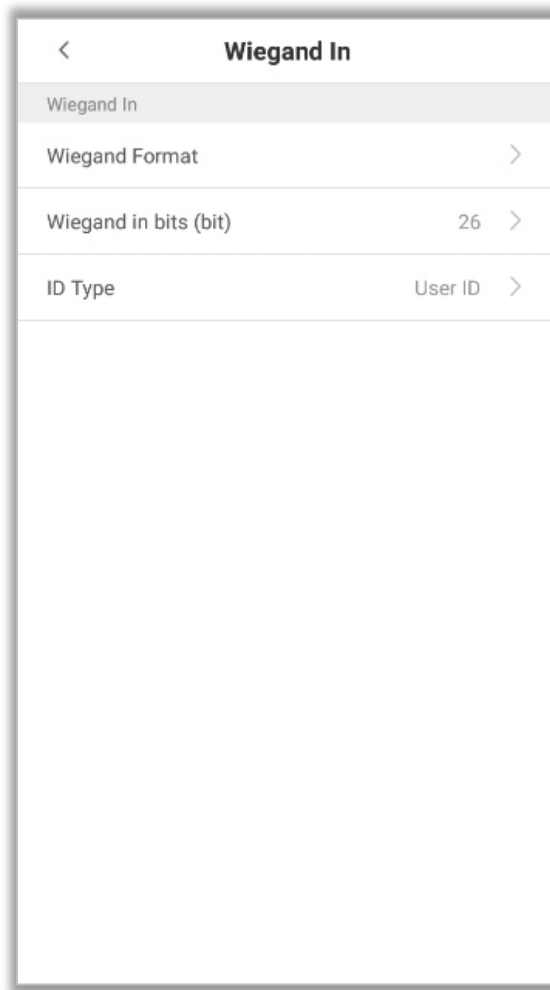 Wiegand In
Wiegand In
Wiegand Format
Wiegand in bits (bit) 26
ID Type User ID